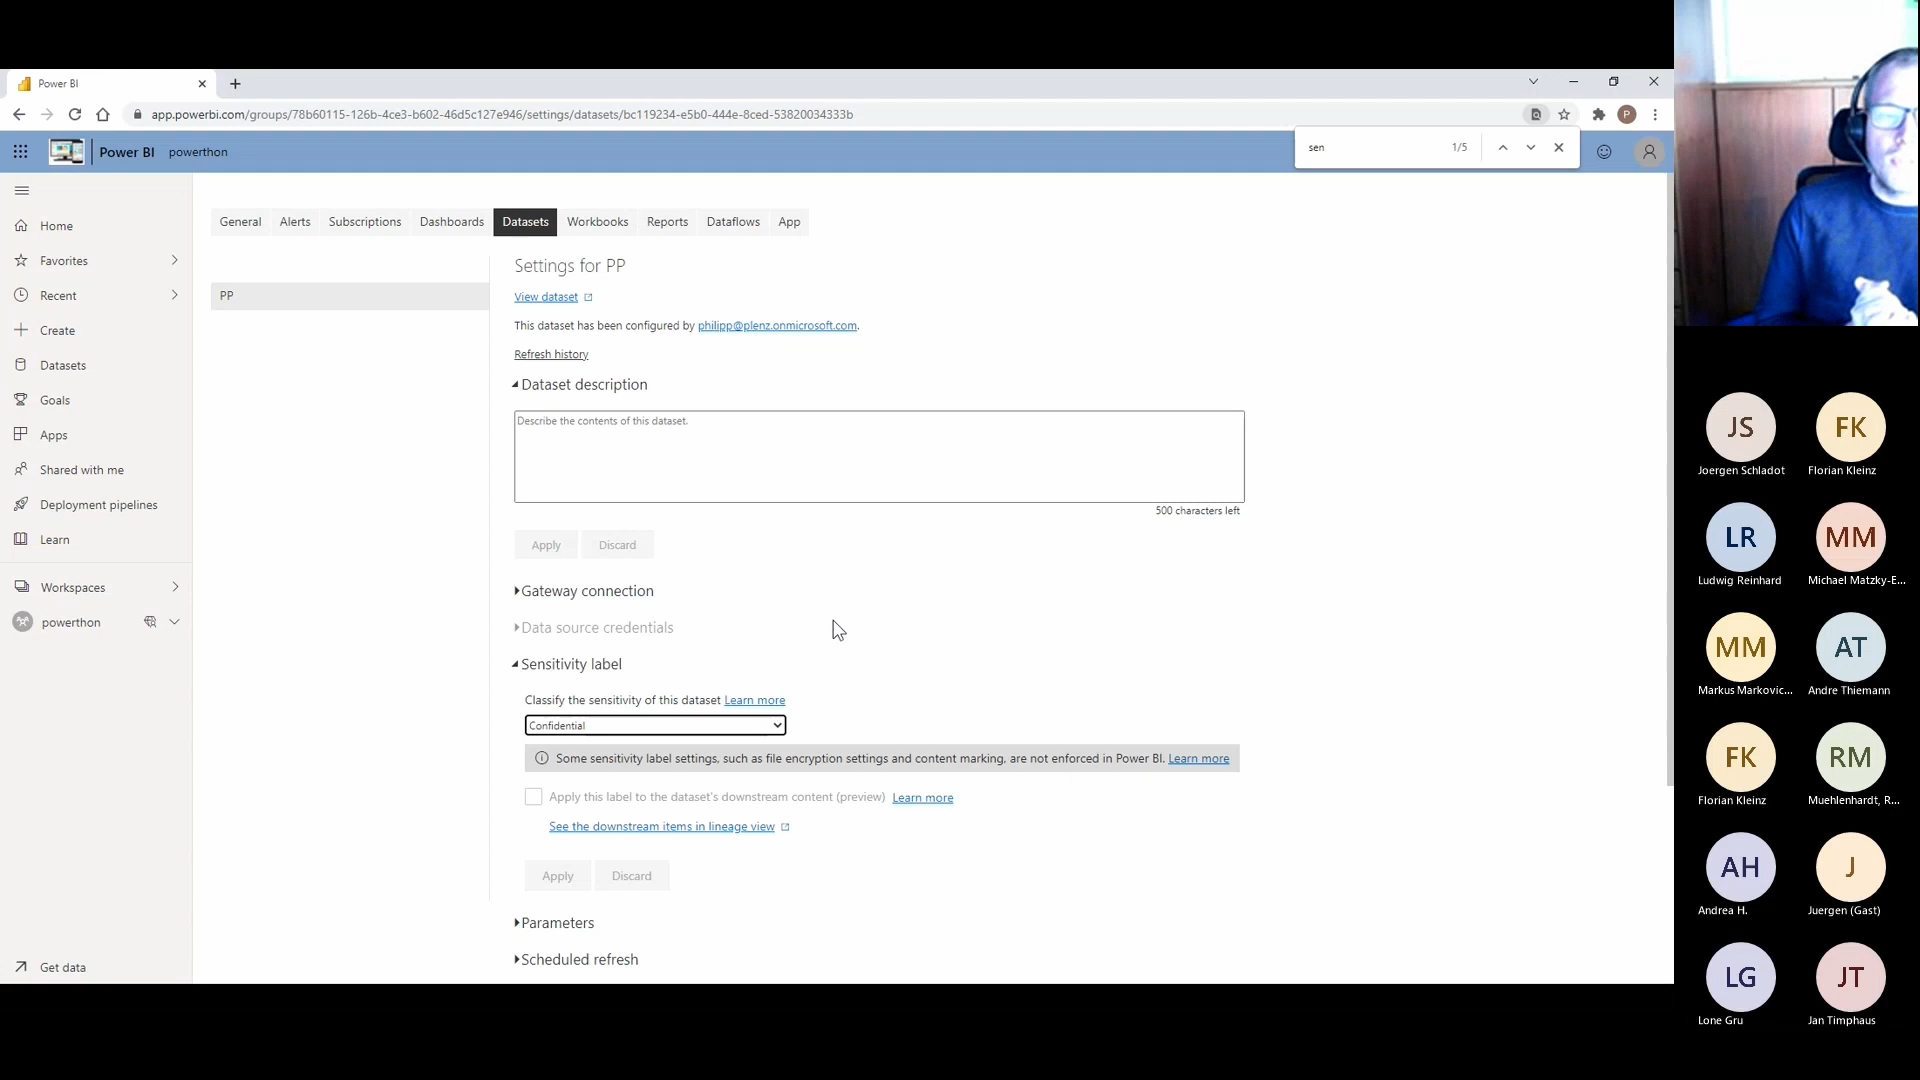 Power BI
app.powerbi.com/groups/78b60115-126b-4ce3-b602-46d5c127e946/settings/datasets/bc119234-e5b0-444e-8ced-53820034333b
P
Power BI powerthon
sen 1/5
General Alerts Subscriptions Dashboards Datasets Workbooks Reports Dataflows App
Home
Favorites
Recent
Create
Datasets
Goals
Apps
Shared with me
Deployment pipelines
Learn
Workspaces
powerthon
Get data
PP
Settings for PP
View dataset
This dataset has been configured by philipp@plenz.onmicrosoft.com.
Refresh history
Dataset description
Describe the contents of this dataset.
500 characters left
Apply Discard
Gateway connection
Data source credentials
Sensitivity label
Classify the sensitivity of this dataset Learn more
Confidential
Some sensitivity label settings, such as file encryption settings and content marking, are not enforced in Power BI. Learn more
Apply this label to the dataset's downstream content (preview) Learn more
See the downstream items in lineage view
Apply Discard
Parameters
Scheduled refresh
JS FK
Joergen Schladot Florian Kleinz
LR MM
Ludwig Reinhard Michael Matzky-E...
MM AT
Markus Markovic... Andre Thiemann
FK RM
Florian Kleinz Muehlenhardt, R...
AH J
Andrea H. Juergen (Gast)
LG JT
Lone Gru Jan Timphaus